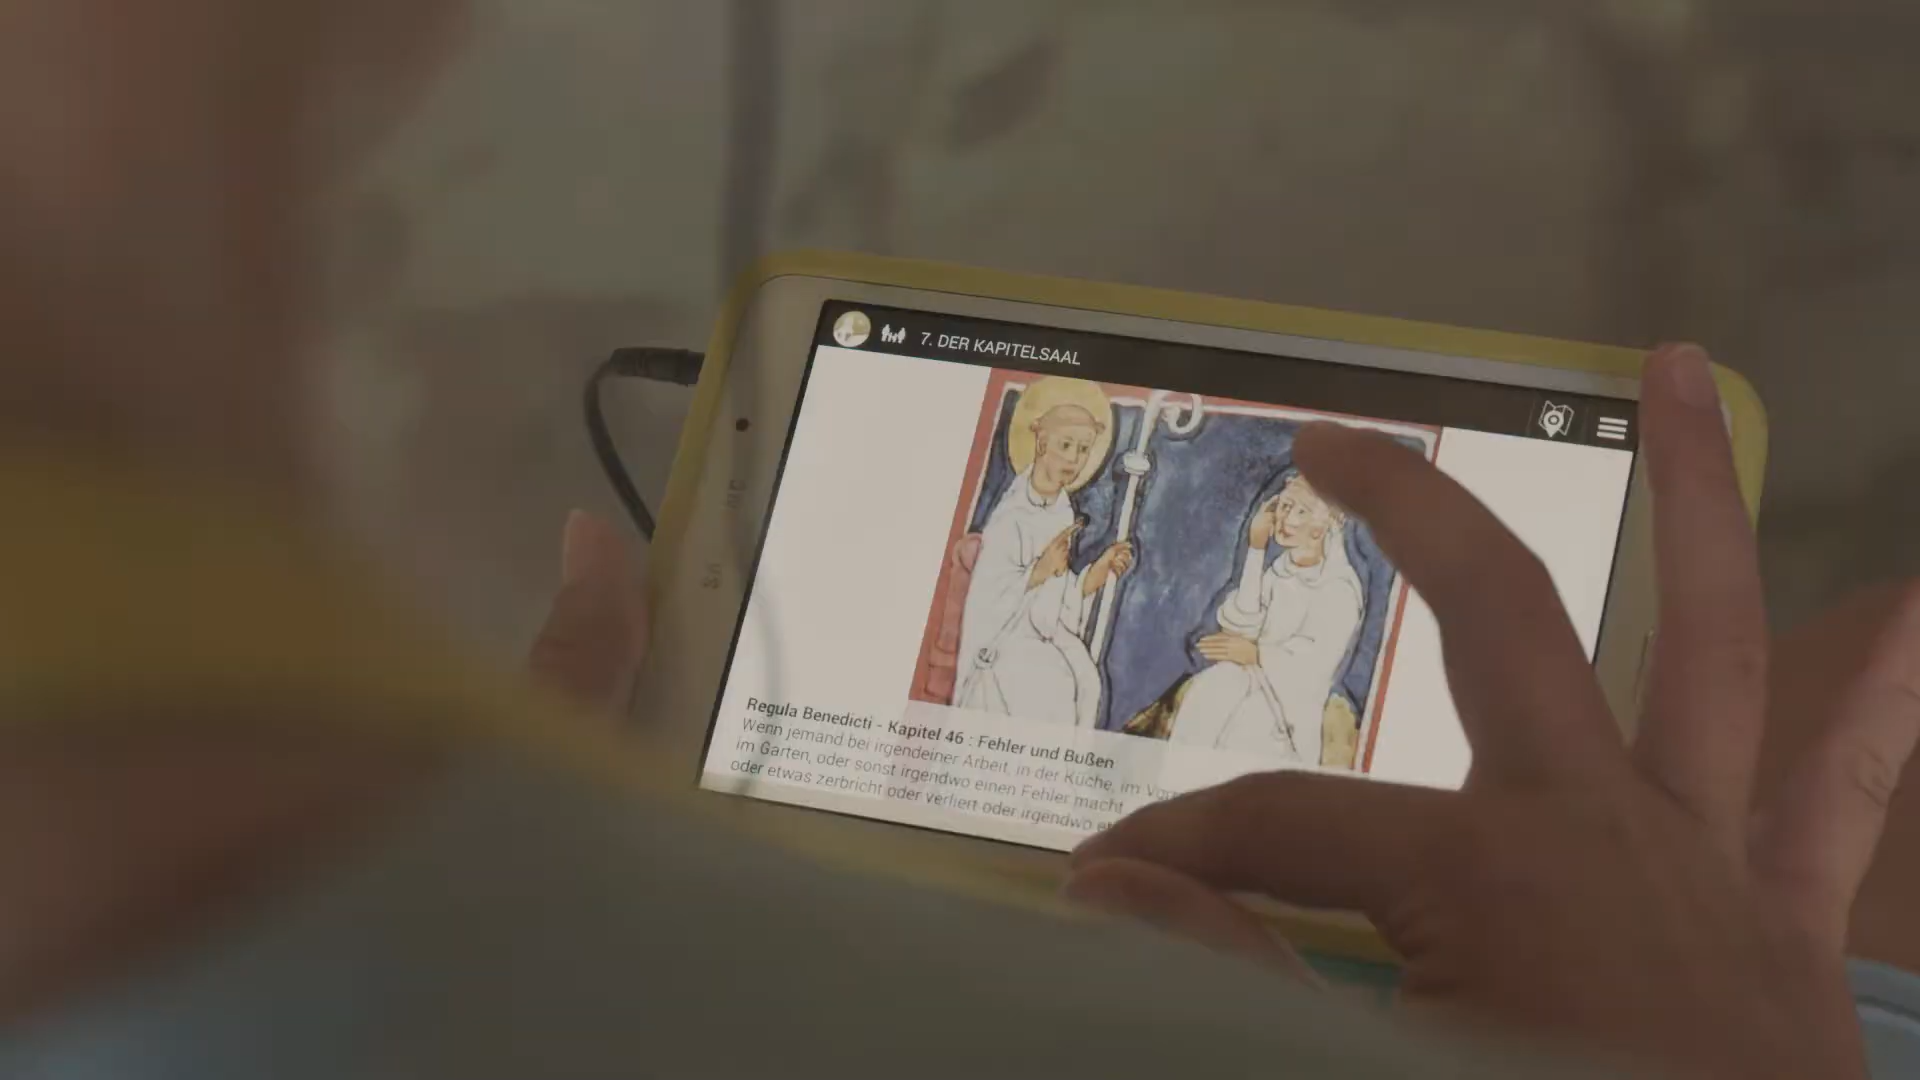 7. DER KAPITELSAAL
Regula Benedicti - Kapitel 46 : Fehler und Bußen
Wenn jemand bei irgendeiner Arbeit, in der Küche, im
im Garten, oder sonst irgendwo einen Fehler macht
oder etwas zerbricht oder verliert oder irgendwo